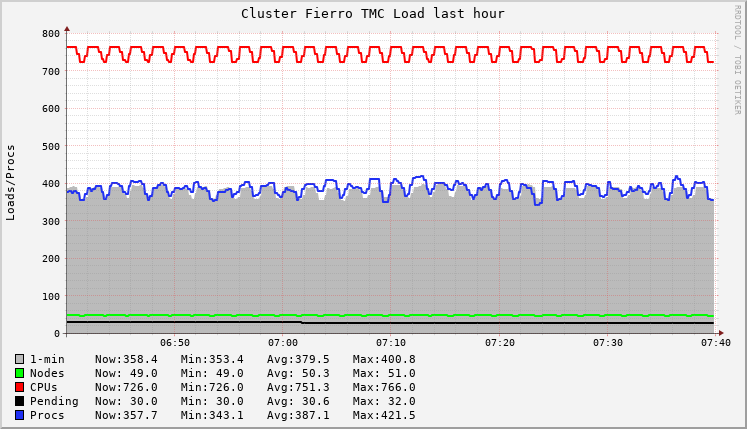 Cluster Fierro TMC Load last hour
RRDTOOL / TOBI OETIKER
Loads/Procs
800
700
600
500
400
300
200
100
0
06:50 07:00 07:10 07:20 07:30 07:40
1-min Now:358.4 Min:353.4 Avg:379.5 Max:400.8
Nodes Now: 49.0 Min: 49.0 Avg: 50.3 Max: 51.0
CPUs Now:726.0 Min:726.0 Avg:751.3 Max:766.0
Pending Now: 30.0 Min: 30.0 Avg: 30.6 Max: 32.0
Procs Now:357.7 Min:343.1 Avg:387.1 Max:421.5